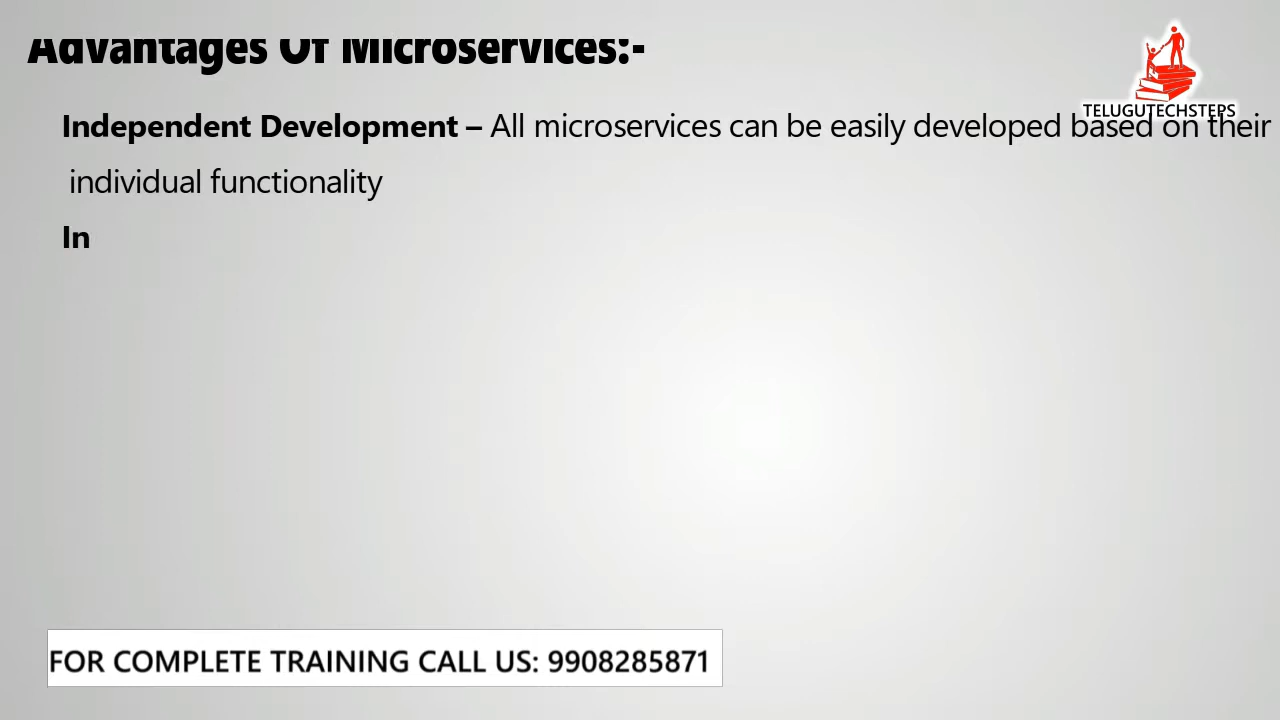 Advantages Of Microservices:-
TELUGUTECHSTEPS
Independent Development – All microservices can be easily developed based on their
individual functionality
In
FOR COMPLETE TRAINING CALL US: 9908285871